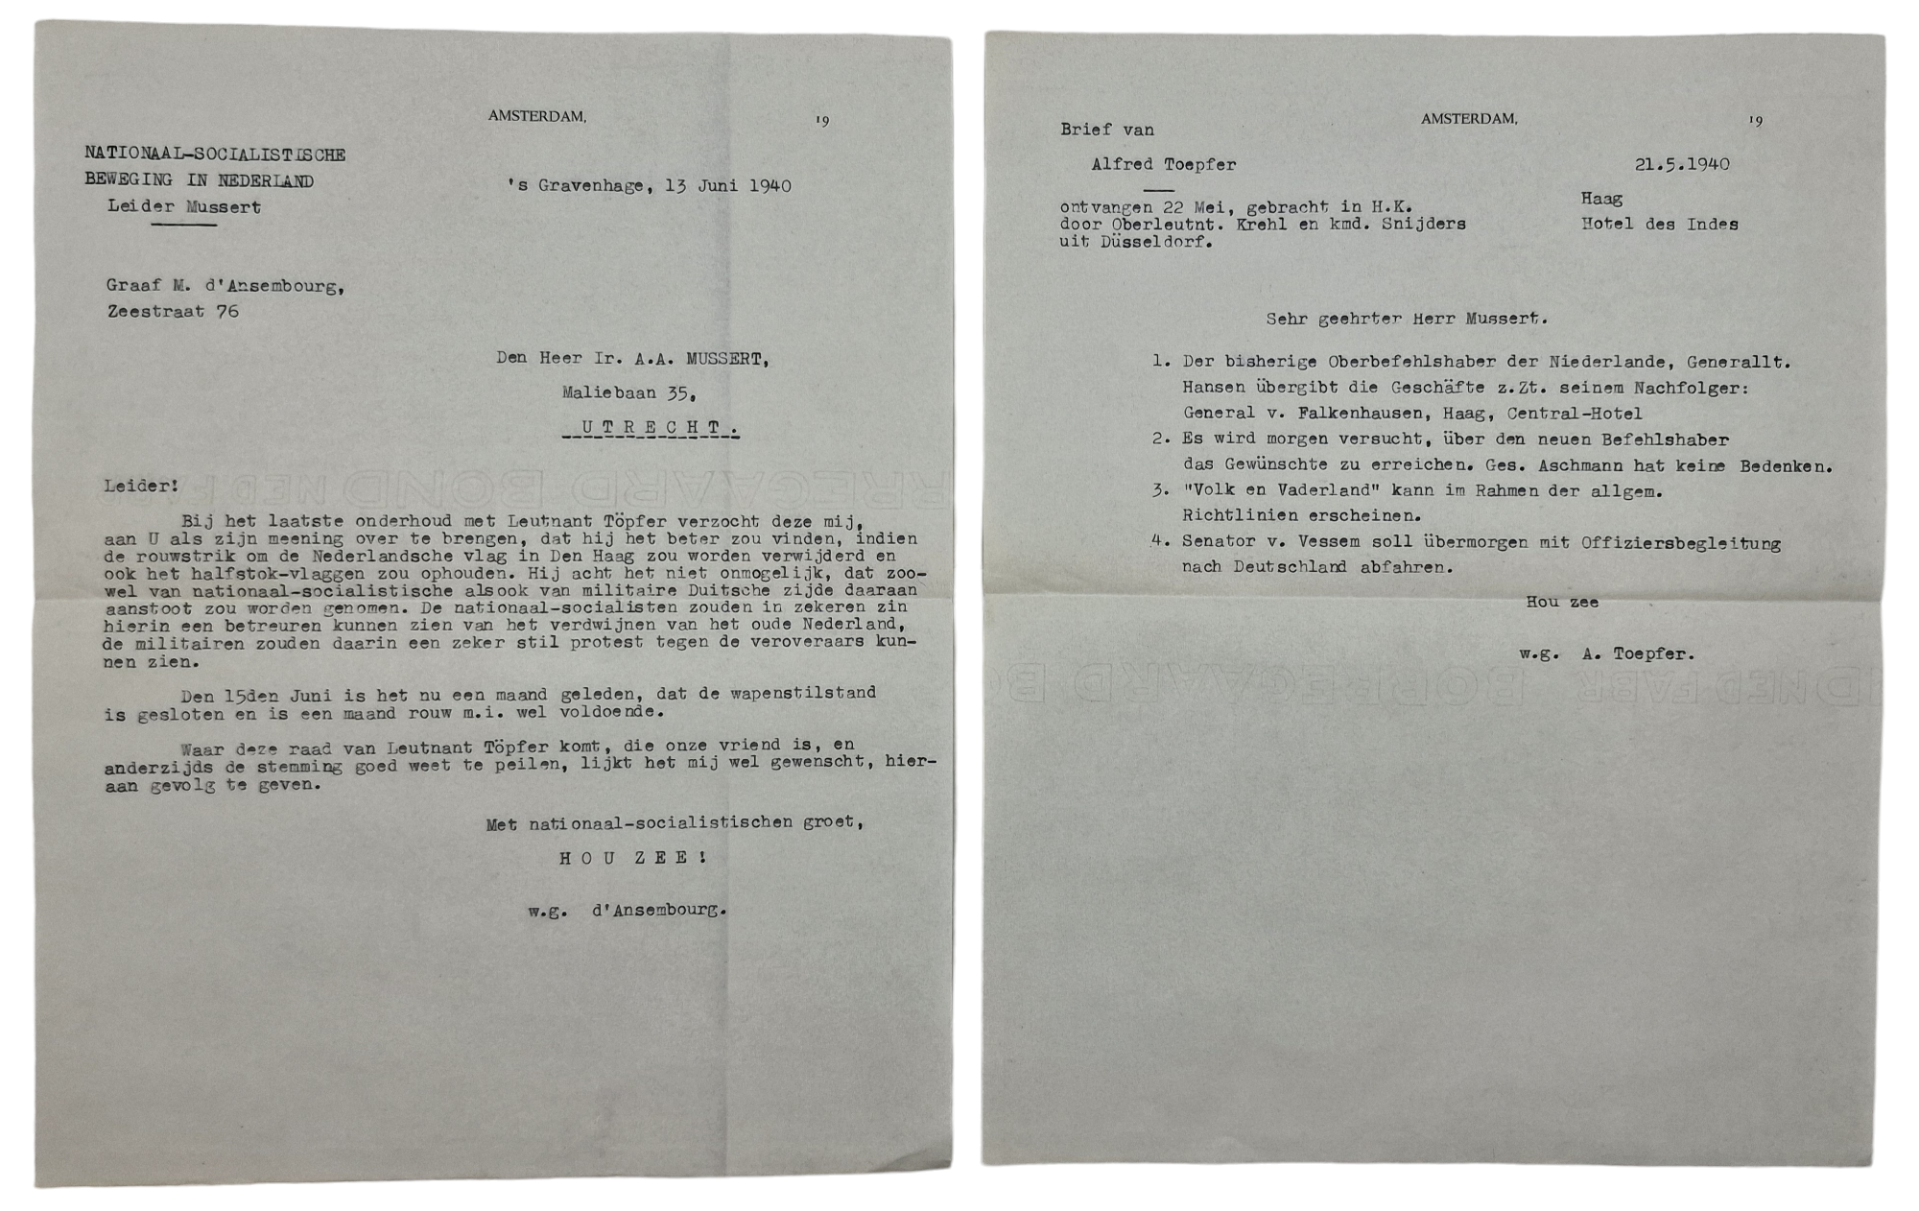 AMSTERDAM, 19
NATIONAAL-SOCIALISTISCHE
BEWEGING IN NEDERLAND
Leider Mussert
's Gravenhage, 13 Juni 1940
Graaf M. d'Ansembourg,
Zeestraat 76
Den Heer Ir. A.A. MUSSERT,
Maliebaan 35,
UTRECHT.
Leider!
Bij het laatste onderhoud met Leutnant Töpfer verzocht deze mij,
aan U als zijn meening over te brengen, dat hij het beter zou vinden, indien
de rouwstrik om de Nederlandsche vlag in Den Haag zou worden verwijderd en
ook het halfstok-vlaggen zou ophouden. Hij acht het niet onmogelijk, dat zoo-
wel van nationaal-socialistische alsook van militaire Duitsche zijde daaraan
aanstoot zou worden genomen. De nationaal-socialisten zouden in zekeren zin
hierin een betreuren kunnen zien van het verdwijnen van het oude Nederland,
de militairen zouden daarin een zeker stil protest tegen de veroveraars kun-
nen zien.
Den 15den Juni is het nu een maand geleden, dat de wapenstilstand
is gesloten en is een maand rouw m.i. wel voldoende.
Waar deze raad van Leutnant Töpfer komt, die onze vriend is, en
anderzijds de stemming goed weet te peilen, lijkt het mij wel gewenscht, hier-
aan gevolg te geven.
Met nationaal-socialistischen groet,
HOU ZEE!
w.g. d'Ansembourg.
AMSTERDAM, 19
Brief van
Alfred Toepfer
21.5.1940
ontvangen 22 Mei, gebracht in H.K.
door Oberleutnt. Krehl en kmd. Snijders
uit Düsseldorf.
Haag
Hotel des Indes
Sehr geehrter Herr Mussert.
1. Der bisherige Oberbefehlshaber der Niederlande, Generallt.
Hansen übergibt die Geschäfte z.Zt. seinem Nachfolger:
General v. Falkenhausen, Haag, Central-Hotel
2. Es wird morgen versucht, über den neuen Befehlshaber
das Gewünschte zu erreichen. Ges. Aschmann hat keine Bedenken.
3. "Volk en Vaderland" kann im Rahmen der allgem.
Richtlinien erscheinen.
4. Senator v. Vessem soll übermorgen mit Offiziersbegleitung
nach Deutschland abfahren.
Hou zee
w.g. A. Toepfer.